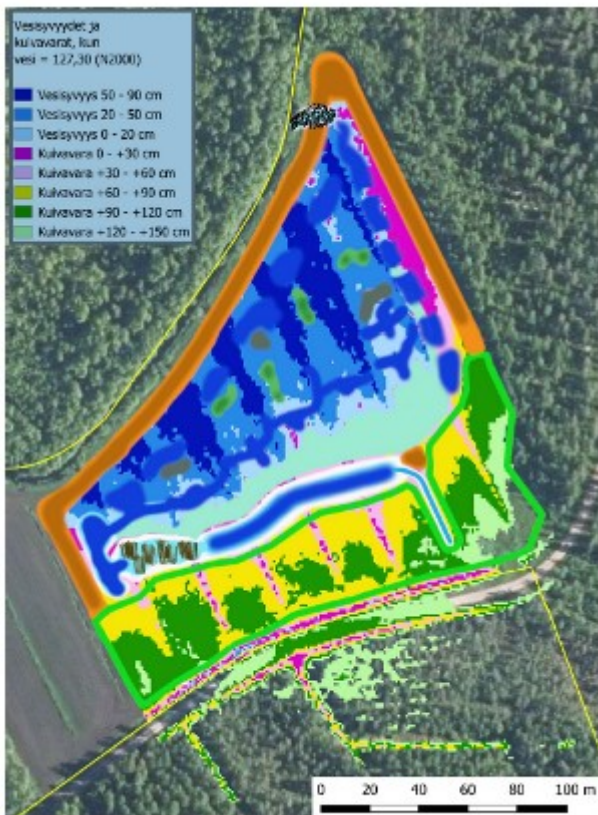 Vesisyvyydet ja
kuivavarat, kun
vesi = 127,30 (N2000)
Vesisyvyys 50 - 90 cm
Vesisyvyys 20 - 50 cm
Vesisyvyys 0 - 20 cm
Kuivavara 0 - +30 cm
Kuivavara +30 - +60 cm
Kuivavara +60 - +90 cm
Kuivavara +90 - +120 cm
Kuivavara +120 - +150 cm
0 20 40 60 80 100 m